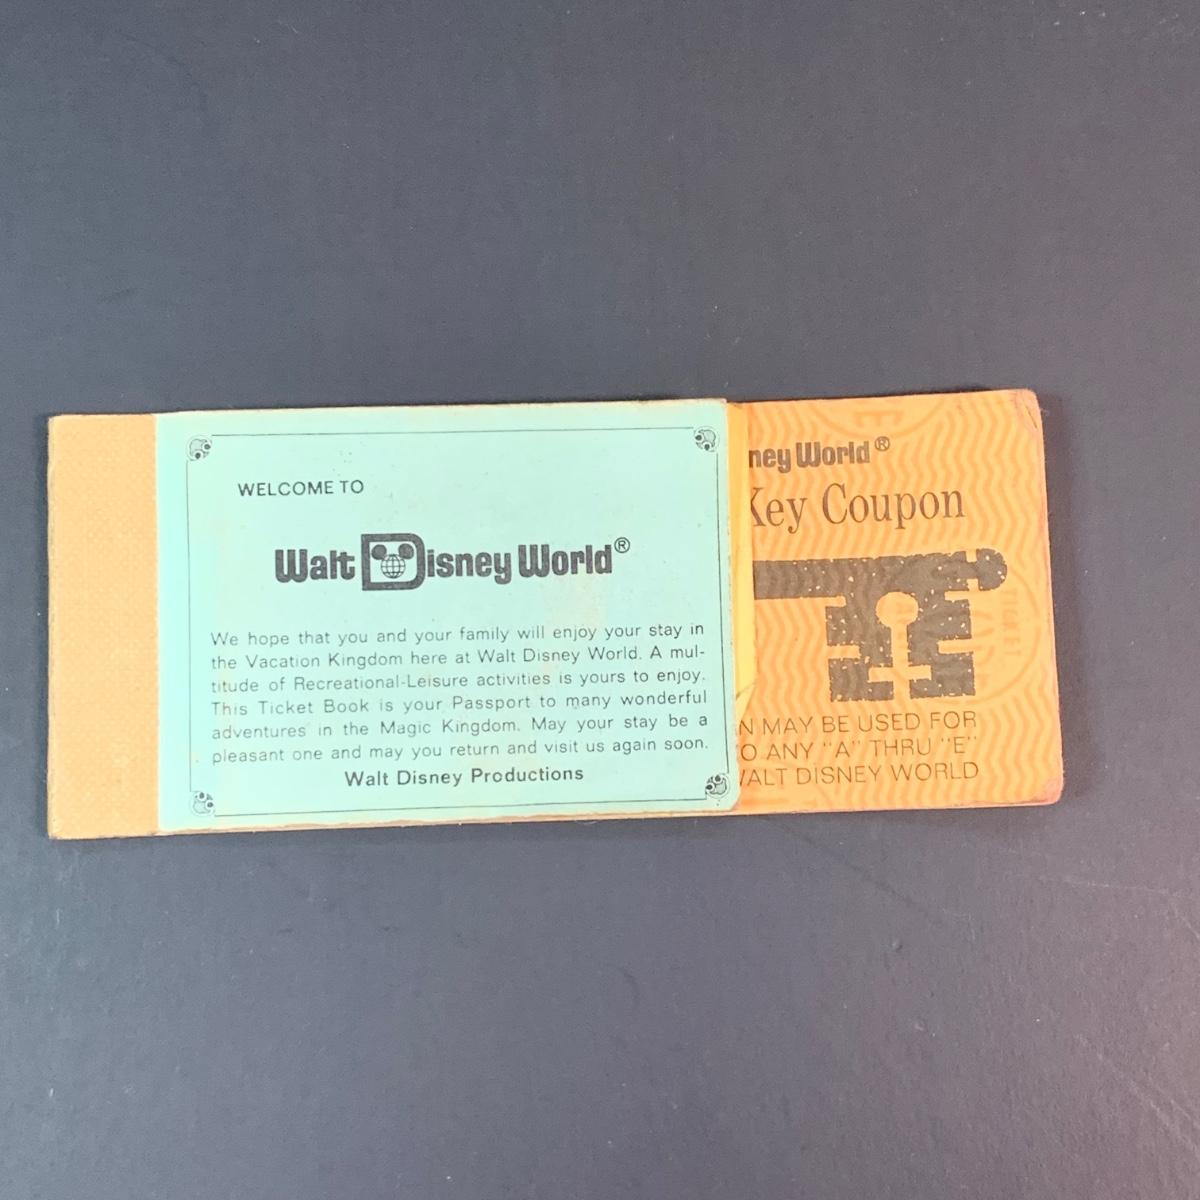 WELCOME TO
Walt Disney World®
We hope that you and your family will enjoy your stay in
the Vacation Kingdom here at Walt Disney World. A mul-
titude of Recreational-Leisure activities is yours to enjoy.
This Ticket Book is your Passport to many wonderful
adventures in the Magic Kingdom. May your stay be a
pleasant one and may you return and visit us again soon.
Walt Disney Productions
E
ney World®
Key Coupon
TICKET
N MAY BE USED FOR
O ANY "A" THRU "E"
WALT DISNEY WORLD